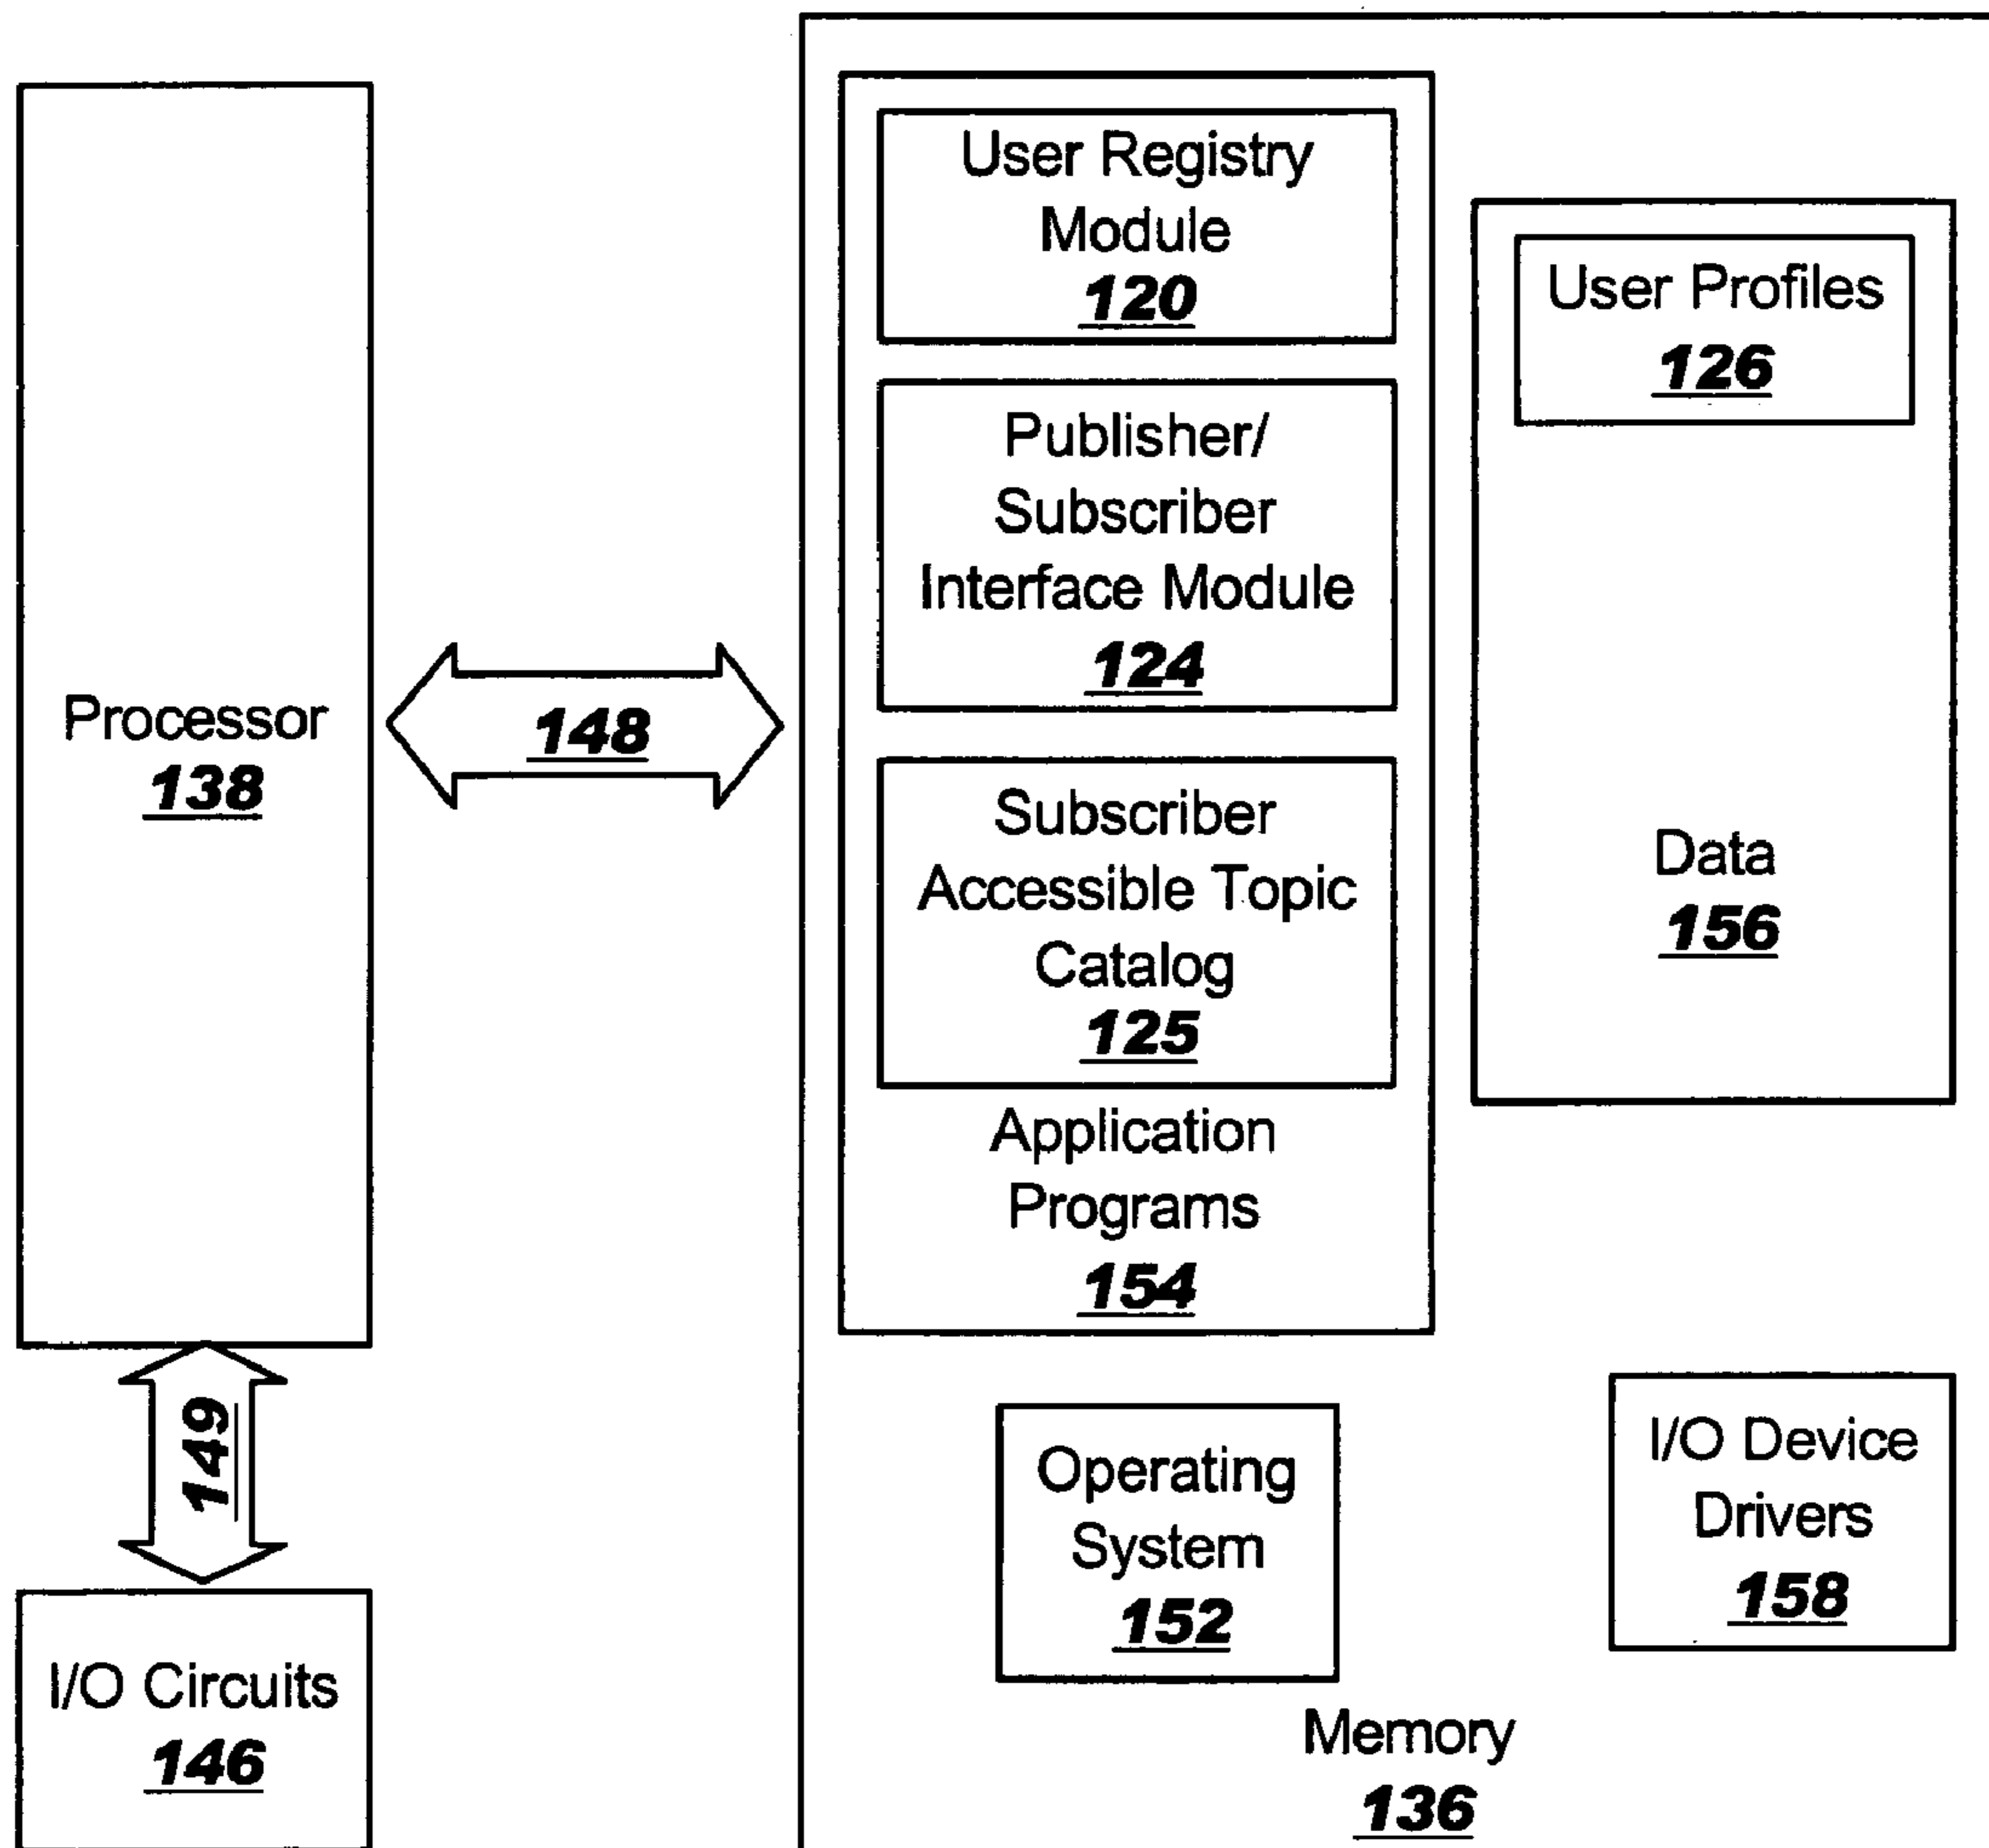 Processor
138
148
149
I/O Circuits
146
User Registry
Module
120
Publisher/
Subscriber
Interface Module
124
Subscriber
Accessible Topic
Catalog
125
Application
Programs
154
User Profiles
126
Data
156
Operating
System
152
I/O Device
Drivers
158
Memory
136